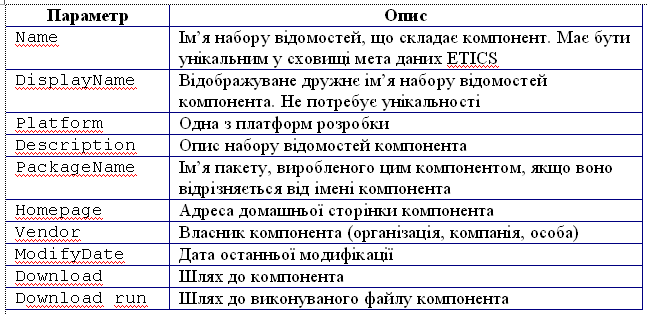 Параметр Опис
Name Ім’я набору відомостей, що складає компонент. Має бути
унікальним у сховищі мета даних ETICS
DisplayName Відображуване дружнє ім’я набору відомостей
компонента. Не потребує унікальності
Platform Одна з платформ розробки
Description Опис набору відомостей компонента
PackageName Ім’я пакету, виробленого цим компонентом, якщо воно
відрізняється від імені компонента
Homepage Адреса домашньої сторінки компонента
Vendor Власник компонента (організація, компанія, особа)
ModifyDate Дата останньої модифікації
Download Шлях до компонента
Download run Шлях до виконуваного файлу компонента